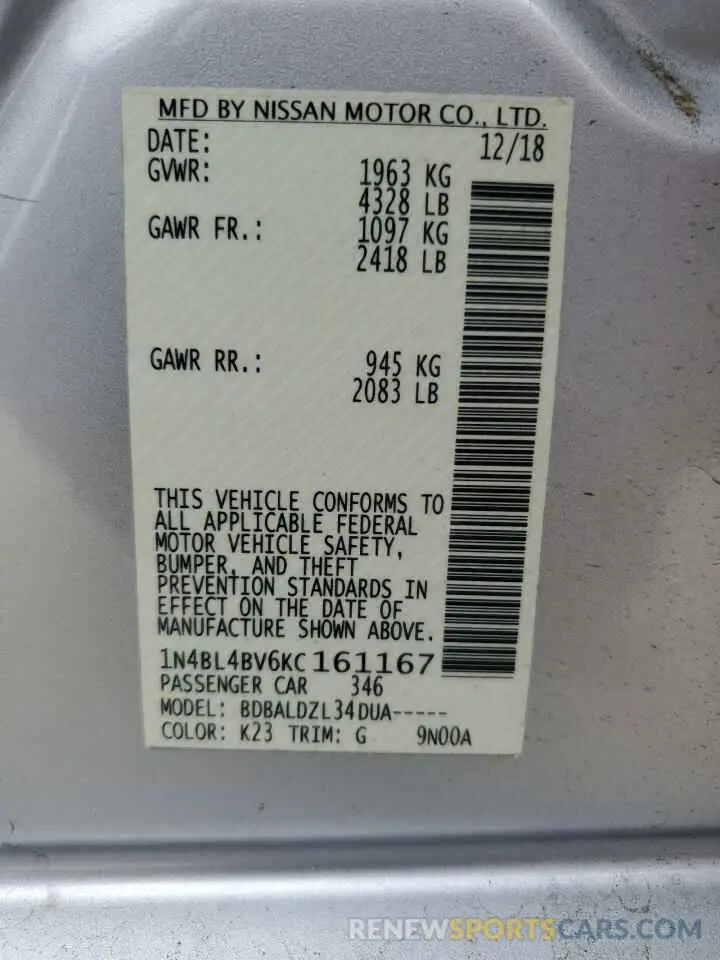 MFD BY NISSAN MOTOR CO., LTD.
DATE: 12/18
GVWR: 1963 KG
4328 LB
GAWR FR.: 1097 KG
2418 LB
GAWR RR.: 945 KG
2083 LB
THIS VEHICLE CONFORMS TO
ALL APPLICABLE FEDERAL
MOTOR VEHICLE SAFETY,
BUMPER, AND THEFT
PREVENTION STANDARDS IN
EFFECT ON THE DATE OF
MANUFACTURE SHOWN ABOVE.
1N4BL4BV6KC161167
PASSENGER CAR 346
MODEL: BDBALDZL34DUA-----
COLOR: K23 TRIM: G 9N00A
RENEWSPORTSCARS.COM